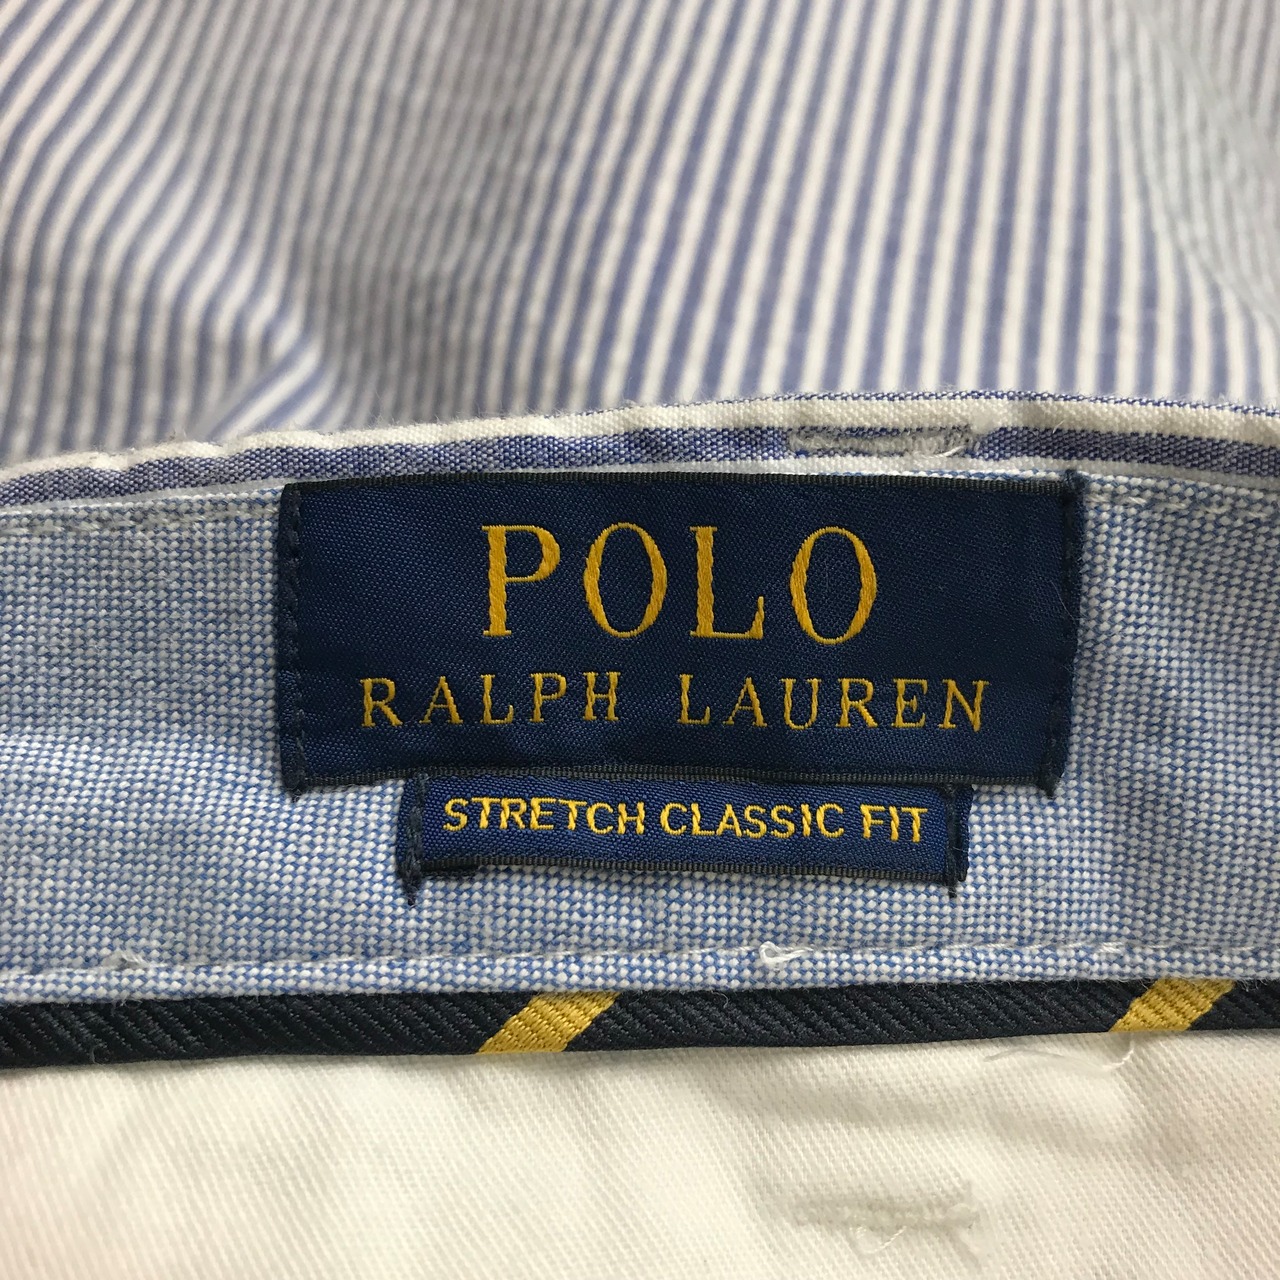 POLO
RALPH LAUREN
STRETCH CLASSIC FIT